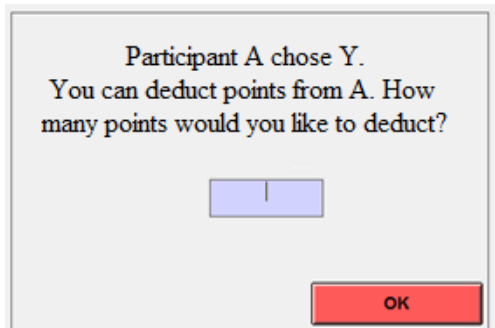 Participant A chose Y.
You can deduct points from A. How
many points would you like to deduct?
OK